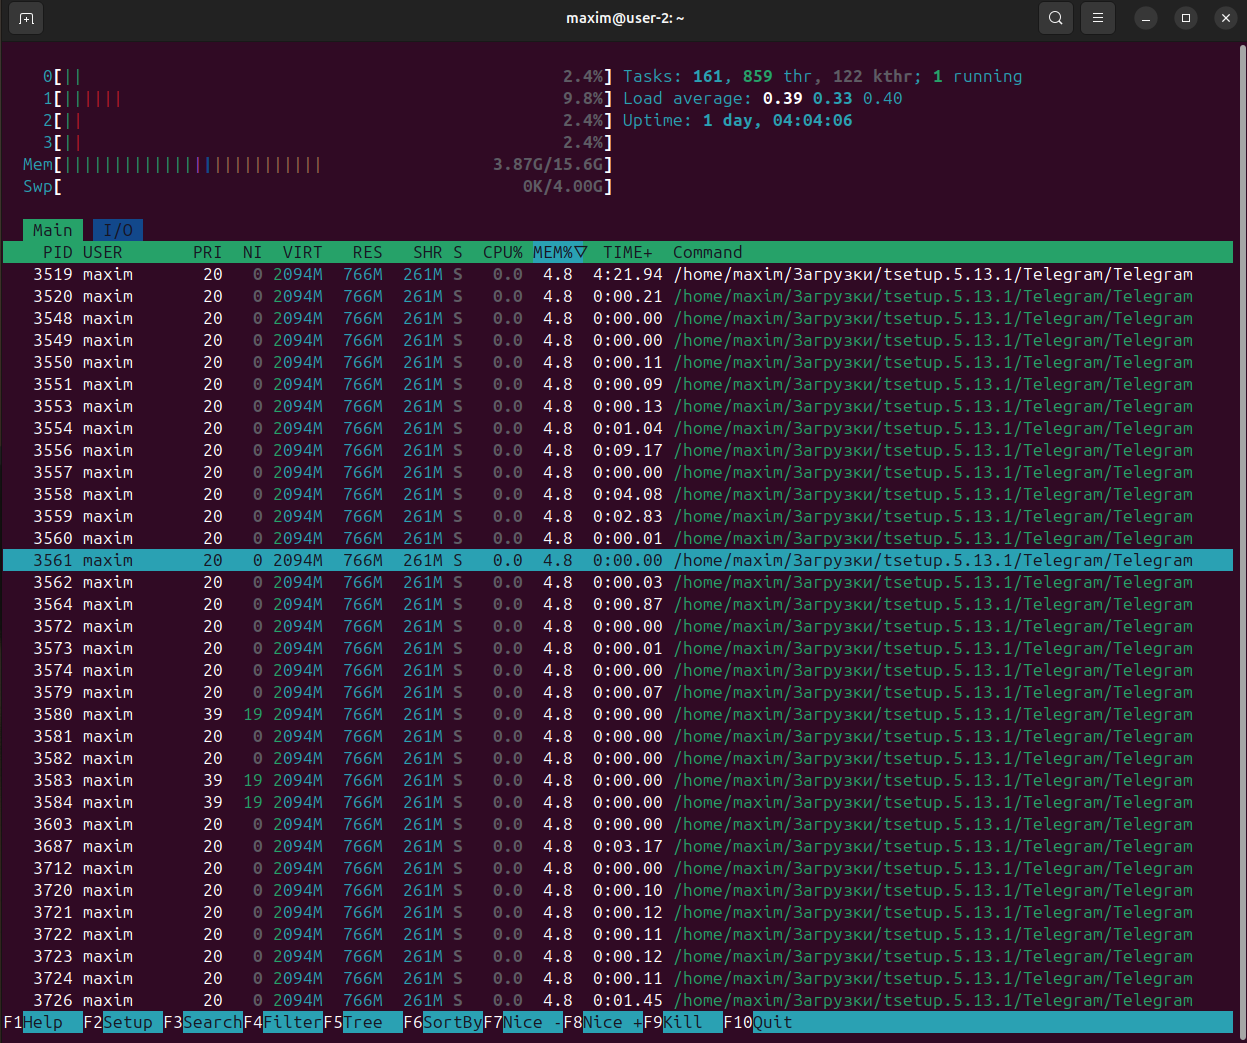 maxim@user-2: ~
0[|| 2.4%] Tasks: 161, 859 thr, 122 kthr; 1 running
1[|||||| 9.8%] Load average: 0.39 0.33 0.40
2[|| 2.4%] Uptime: 1 day, 04:04:06
3[|| 2.4%]
Mem[|||||||||||||||||||||||||| 3.87G/15.6G]
Swp[ 0K/4.00G]
Main I/O
PID USER PRI NI VIRT RES SHR S CPU% MEM%▽ TIME+ Command
3519 maxim 20 0 2094M 766M 261M S 0.0 4.8 4:21.94 /home/maxim/Загрузки/tsetup.5.13.1/Telegram/Telegram
3520 maxim 20 0 2094M 766M 261M S 0.0 4.8 0:00.21 /home/maxim/Загрузки/tsetup.5.13.1/Telegram/Telegram
3548 maxim 20 0 2094M 766M 261M S 0.0 4.8 0:00.00 /home/maxim/Загрузки/tsetup.5.13.1/Telegram/Telegram
3549 maxim 20 0 2094M 766M 261M S 0.0 4.8 0:00.00 /home/maxim/Загрузки/tsetup.5.13.1/Telegram/Telegram
3550 maxim 20 0 2094M 766M 261M S 0.0 4.8 0:00.11 /home/maxim/Загрузки/tsetup.5.13.1/Telegram/Telegram
3551 maxim 20 0 2094M 766M 261M S 0.0 4.8 0:00.09 /home/maxim/Загрузки/tsetup.5.13.1/Telegram/Telegram
3553 maxim 20 0 2094M 766M 261M S 0.0 4.8 0:00.13 /home/maxim/Загрузки/tsetup.5.13.1/Telegram/Telegram
3554 maxim 20 0 2094M 766M 261M S 0.0 4.8 0:01.04 /home/maxim/Загрузки/tsetup.5.13.1/Telegram/Telegram
3556 maxim 20 0 2094M 766M 261M S 0.0 4.8 0:09.17 /home/maxim/Загрузки/tsetup.5.13.1/Telegram/Telegram
3557 maxim 20 0 2094M 766M 261M S 0.0 4.8 0:00.00 /home/maxim/Загрузки/tsetup.5.13.1/Telegram/Telegram
3558 maxim 20 0 2094M 766M 261M S 0.0 4.8 0:04.08 /home/maxim/Загрузки/tsetup.5.13.1/Telegram/Telegram
3559 maxim 20 0 2094M 766M 261M S 0.0 4.8 0:02.83 /home/maxim/Загрузки/tsetup.5.13.1/Telegram/Telegram
3560 maxim 20 0 2094M 766M 261M S 0.0 4.8 0:00.01 /home/maxim/Загрузки/tsetup.5.13.1/Telegram/Telegram
3561 maxim 20 0 2094M 766M 261M S 0.0 4.8 0:00.00 /home/maxim/Загрузки/tsetup.5.13.1/Telegram/Telegram
3562 maxim 20 0 2094M 766M 261M S 0.0 4.8 0:00.03 /home/maxim/Загрузки/tsetup.5.13.1/Telegram/Telegram
3564 maxim 20 0 2094M 766M 261M S 0.0 4.8 0:00.87 /home/maxim/Загрузки/tsetup.5.13.1/Telegram/Telegram
3572 maxim 20 0 2094M 766M 261M S 0.0 4.8 0:00.00 /home/maxim/Загрузки/tsetup.5.13.1/Telegram/Telegram
3573 maxim 20 0 2094M 766M 261M S 0.0 4.8 0:00.01 /home/maxim/Загрузки/tsetup.5.13.1/Telegram/Telegram
3574 maxim 20 0 2094M 766M 261M S 0.0 4.8 0:00.00 /home/maxim/Загрузки/tsetup.5.13.1/Telegram/Telegram
3579 maxim 20 0 2094M 766M 261M S 0.0 4.8 0:00.07 /home/maxim/Загрузки/tsetup.5.13.1/Telegram/Telegram
3580 maxim 39 19 2094M 766M 261M S 0.0 4.8 0:00.00 /home/maxim/Загрузки/tsetup.5.13.1/Telegram/Telegram
3581 maxim 20 0 2094M 766M 261M S 0.0 4.8 0:00.00 /home/maxim/Загрузки/tsetup.5.13.1/Telegram/Telegram
3582 maxim 20 0 2094M 766M 261M S 0.0 4.8 0:00.00 /home/maxim/Загрузки/tsetup.5.13.1/Telegram/Telegram
3583 maxim 39 19 2094M 766M 261M S 0.0 4.8 0:00.00 /home/maxim/Загрузки/tsetup.5.13.1/Telegram/Telegram
3584 maxim 39 19 2094M 766M 261M S 0.0 4.8 0:00.00 /home/maxim/Загрузки/tsetup.5.13.1/Telegram/Telegram
3603 maxim 20 0 2094M 766M 261M S 0.0 4.8 0:00.00 /home/maxim/Загрузки/tsetup.5.13.1/Telegram/Telegram
3687 maxim 20 0 2094M 766M 261M S 0.0 4.8 0:03.17 /home/maxim/Загрузки/tsetup.5.13.1/Telegram/Telegram
3712 maxim 20 0 2094M 766M 261M S 0.0 4.8 0:00.00 /home/maxim/Загрузки/tsetup.5.13.1/Telegram/Telegram
3720 maxim 20 0 2094M 766M 261M S 0.0 4.8 0:00.10 /home/maxim/Загрузки/tsetup.5.13.1/Telegram/Telegram
3721 maxim 20 0 2094M 766M 261M S 0.0 4.8 0:00.12 /home/maxim/Загрузки/tsetup.5.13.1/Telegram/Telegram
3722 maxim 20 0 2094M 766M 261M S 0.0 4.8 0:00.11 /home/maxim/Загрузки/tsetup.5.13.1/Telegram/Telegram
3723 maxim 20 0 2094M 766M 261M S 0.0 4.8 0:00.12 /home/maxim/Загрузки/tsetup.5.13.1/Telegram/Telegram
3724 maxim 20 0 2094M 766M 261M S 0.0 4.8 0:00.11 /home/maxim/Загрузки/tsetup.5.13.1/Telegram/Telegram
3726 maxim 20 0 2094M 766M 261M S 0.0 4.8 0:01.45 /home/maxim/Загрузки/tsetup.5.13.1/Telegram/Telegram
F1Help F2Setup F3SearchF4FilterF5Tree F6SortByF7Nice -F8Nice +F9Kill F10Quit